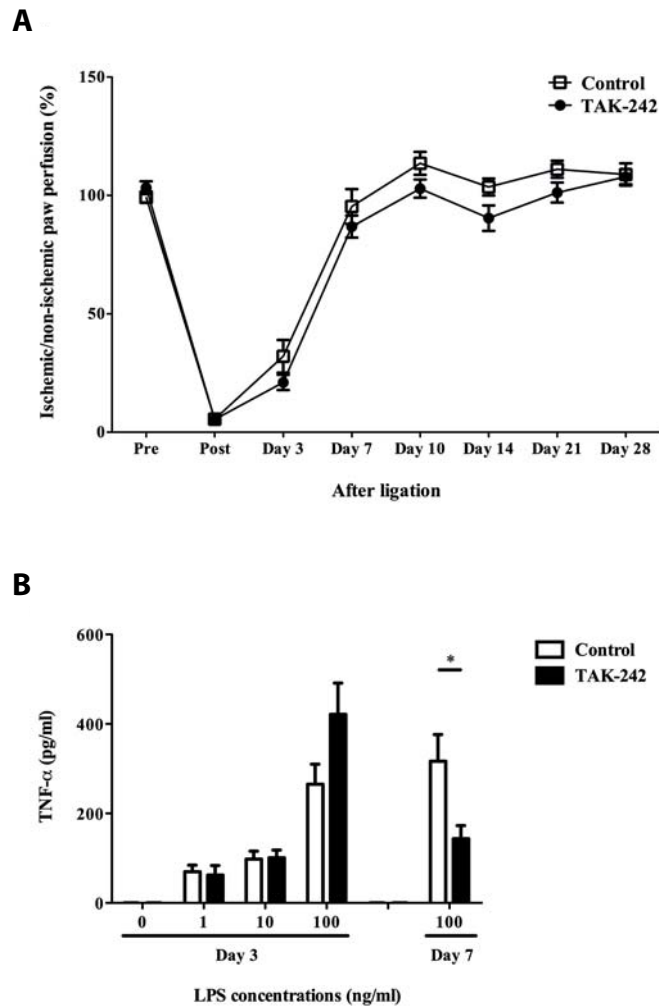 A
Ischemic/non-ischemic paw perfusion (%)
150
100
50
0
Control
TAK-242
Pre Post Day 3 Day 7 Day 10 Day 14 Day 21 Day 28
After ligation
B
TNF-α (pg/ml)
600
400
200
0
Control
TAK-242
*
0 1 10 100 100
Day 3 Day 7
LPS concentrations (ng/ml)